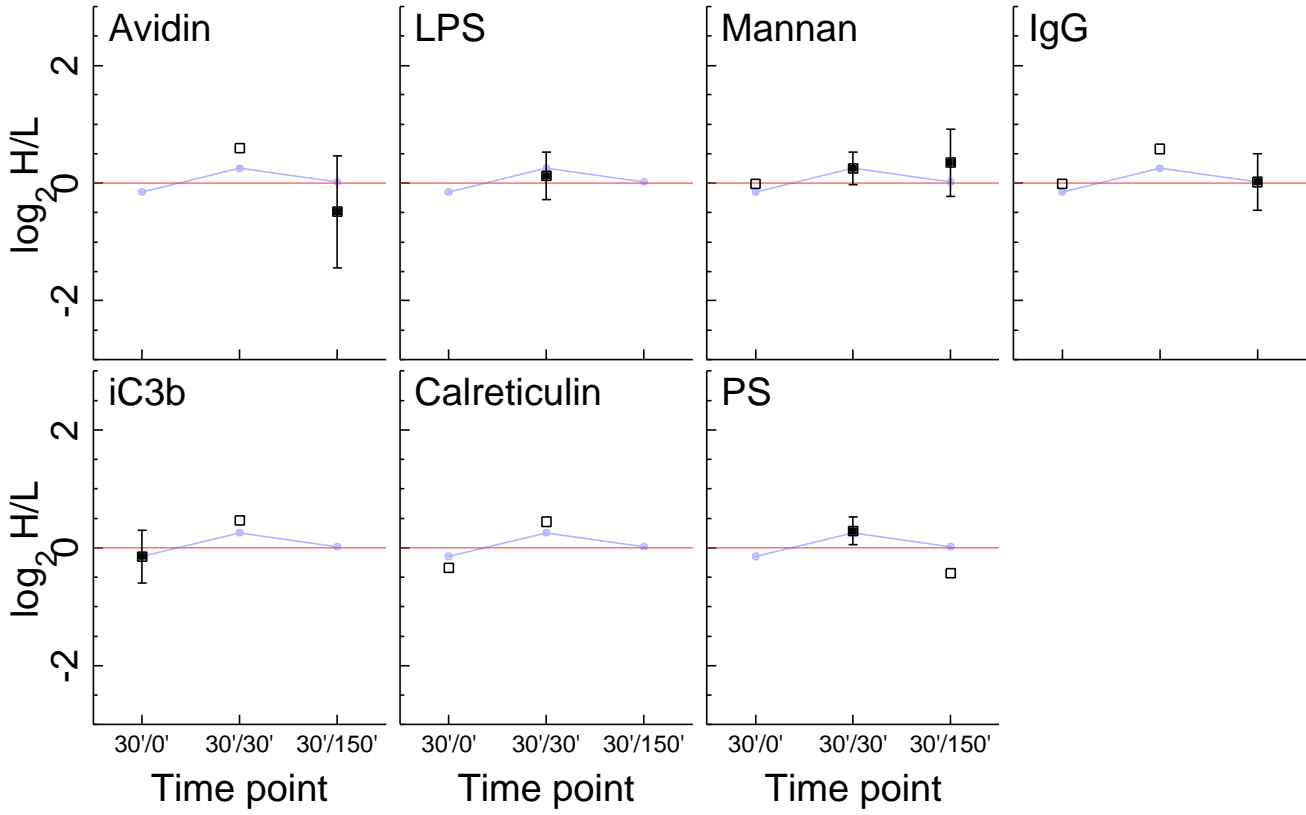 Avidin
LPS
Mannan
IgG
2
0
-2
log2 H/L
iC3b
Calreticulin
PS
2
0
-2
log2 H/L
30'/0' 30'/30' 30'/150'
30'/0' 30'/30' 30'/150'
30'/0' 30'/30' 30'/150'
Time point
Time point
Time point